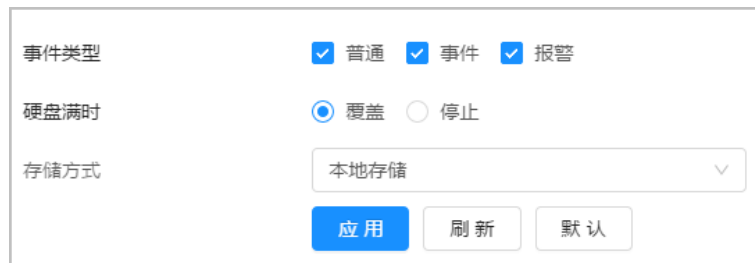 事件类型 普通 事件 报警
硬盘满时 覆盖 停止
存储方式 本地存储
应用 刷新 默认